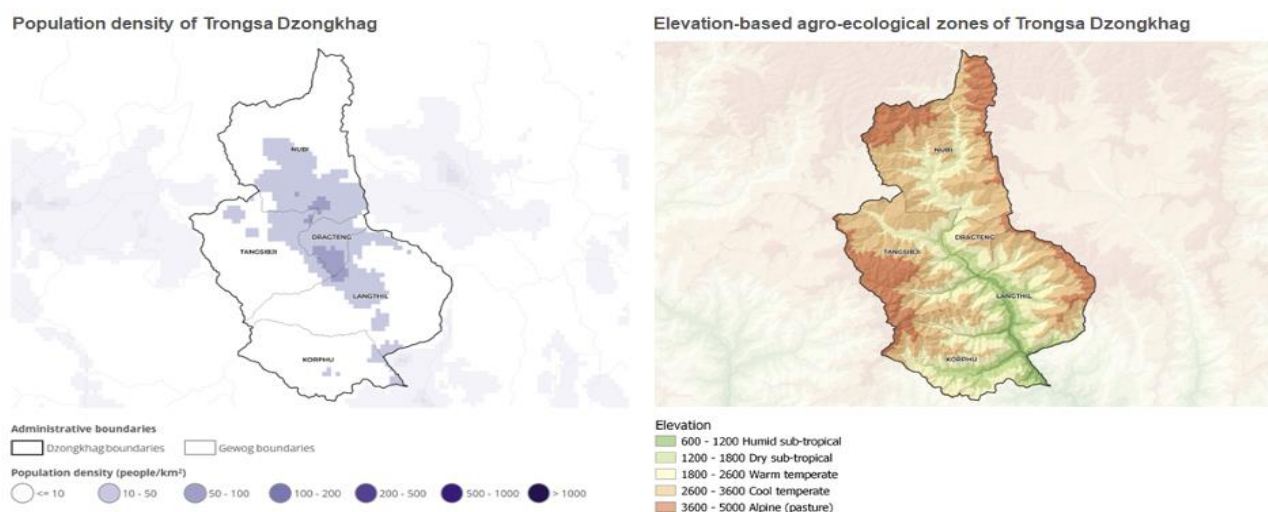 Population density of Trongsa Dzongkhag
NUBI
DRAGTENG
TANGSIBJI
LANGTHIL
KORPHU
Administrative boundaries
Dzongkhag boundaries Gewog boundaries
Population density (people/km²)
<= 10 10 - 50 50 - 100 100 - 200 200 - 500 500 - 1000 > 1000
Elevation-based agro-ecological zones of Trongsa Dzongkhag
NUBI
DRAGTENG
TANGSIBJI
LANGTHIL
KORPHU
Elevation
600 - 1200 Humid sub-tropical
1200 - 1800 Dry sub-tropical
1800 - 2600 Warm temperate
2600 - 3600 Cool temperate
3600 - 5000 Alpine (pasture)